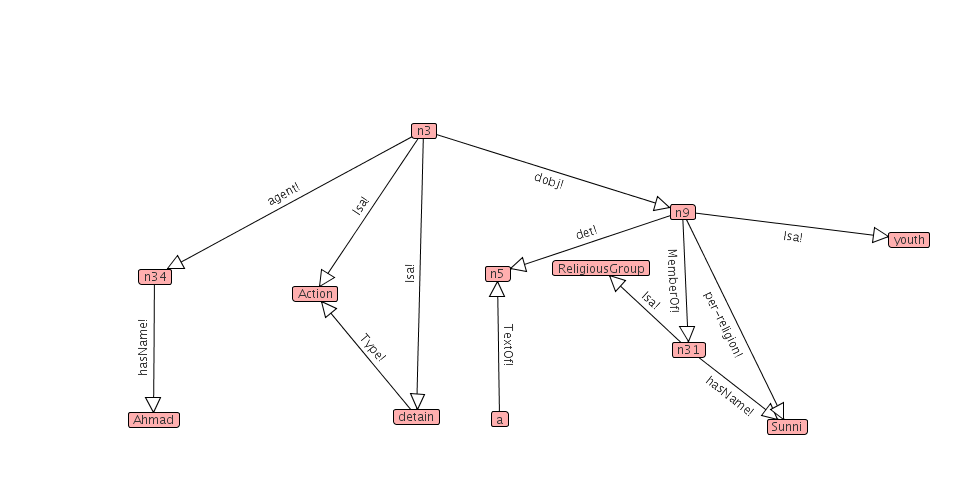 n3
dobj!
agent!
Isa!
n9
det!
Isa!
youth
n34
Isa!
n5
ReligiousGroup
MemberOf!
Action
Isa!
per-religion!
hasName!
Type!
TextOf!
n31
hasName!
Ahmad
detain
a
Sunni